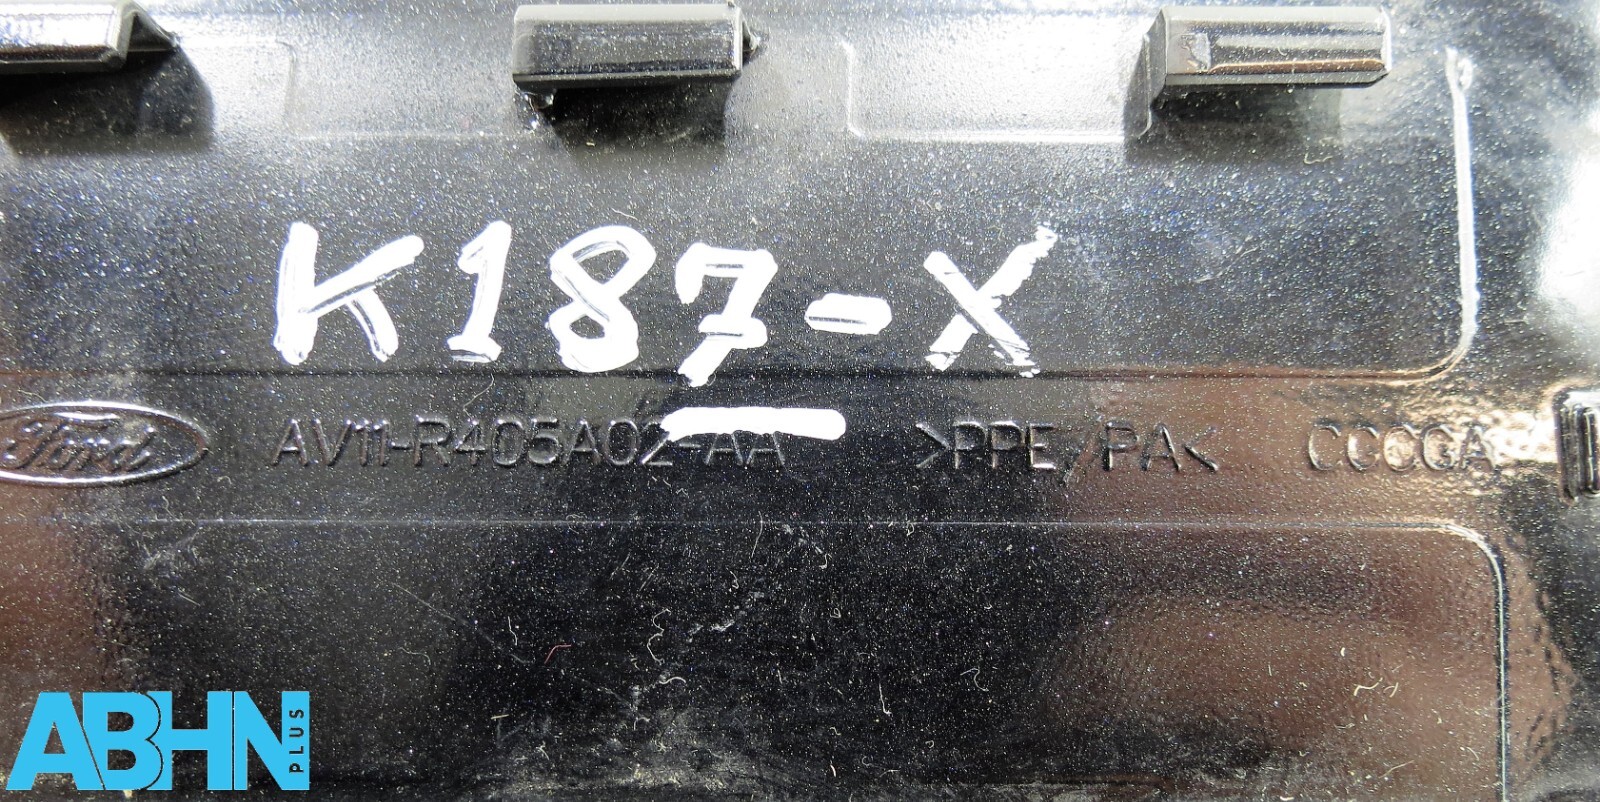 K187-X
Ford AV11-R405A02-AA >PPE/PA< CCCGA
ABHN PLUS